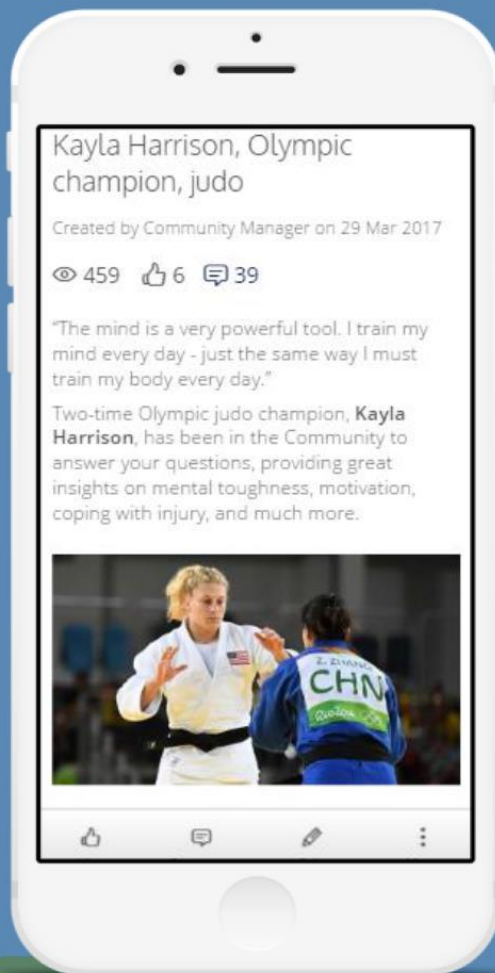 Kayla Harrison, Olympic
champion, judo
Created by Community Manager on 29 Mar 2017
459 6 39
“The mind is a very powerful tool. I train my
mind every day - just the same way I must
train my body every day.”
Two-time Olympic judo champion, Kayla
Harrison, has been in the Community to
answer your questions, providing great
insights on mental toughness, motivation,
coping with injury, and much more.
Z. ZHANG
CHN
Rio2016